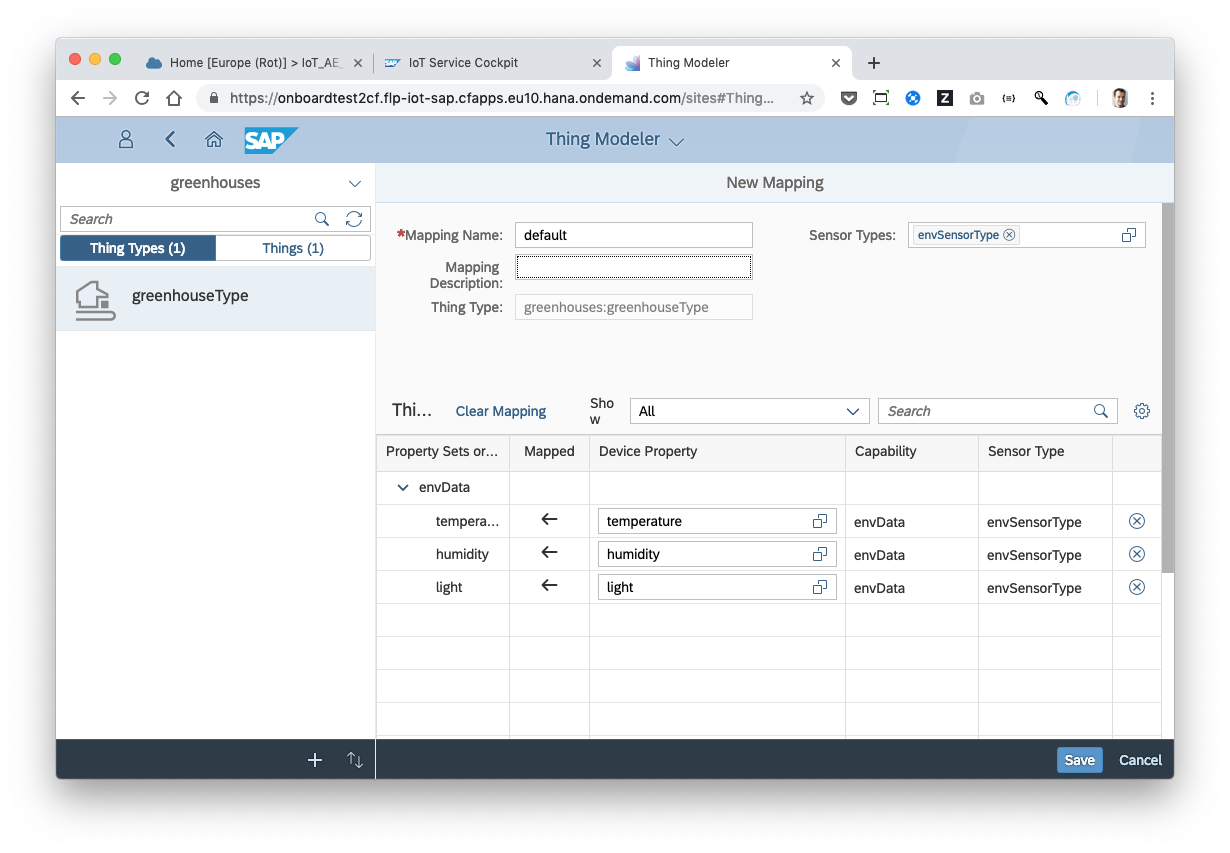 Home [Europe (Rot)] > IoT_AE_
IoT Service Cockpit
Thing Modeler
https://onboardtest2cf.flp-iot-sap.cfapps.eu10.hana.ondemand.com/sites#Thing...
Z
SAP
Thing Modeler
greenhouses
New Mapping
Search
Thing Types (1)
Things (1)
greenhouseType
*Mapping Name:
default
Sensor Types:
envSensorType
Mapping
Description:
Thing Type:
greenhouses:greenhouseType
Thi...
Clear Mapping
Sho
w
All
Search
Property Sets or...
Mapped
Device Property
Capability
Sensor Type
envData
tempera...
temperature
envData
envSensorType
humidity
humidity
envData
envSensorType
light
light
envData
envSensorType
Save
Cancel